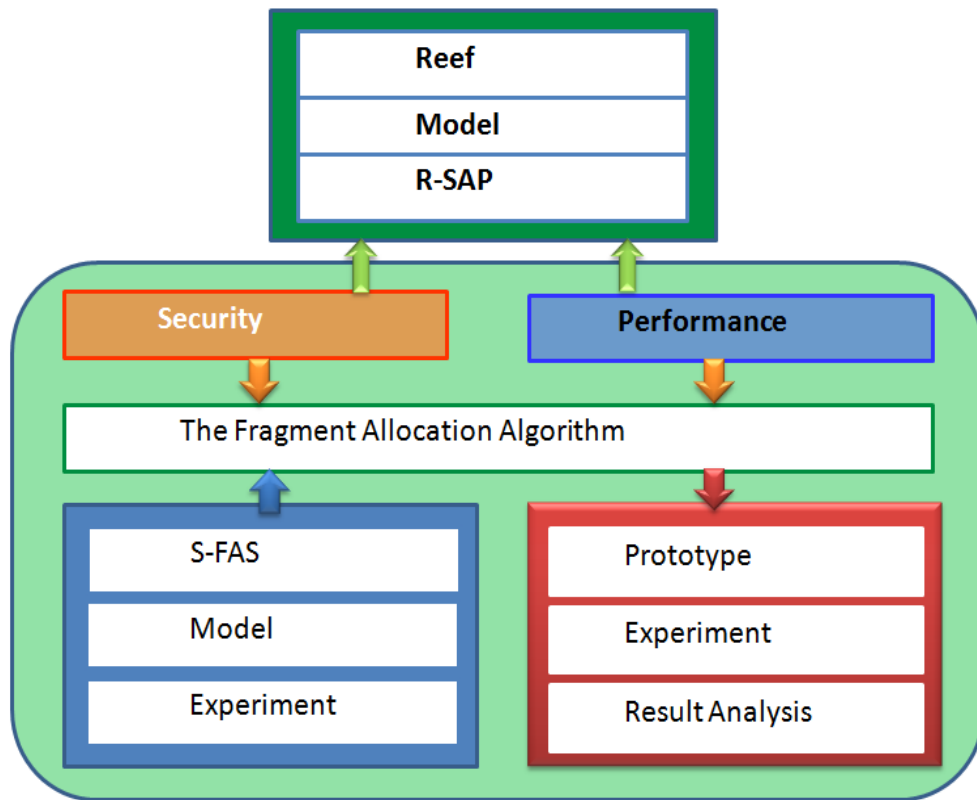 Reef
Model
R-SAP
Security
Performance
The Fragment Allocation Algorithm
S-FAS
Model
Experiment
Prototype
Experiment
Result Analysis